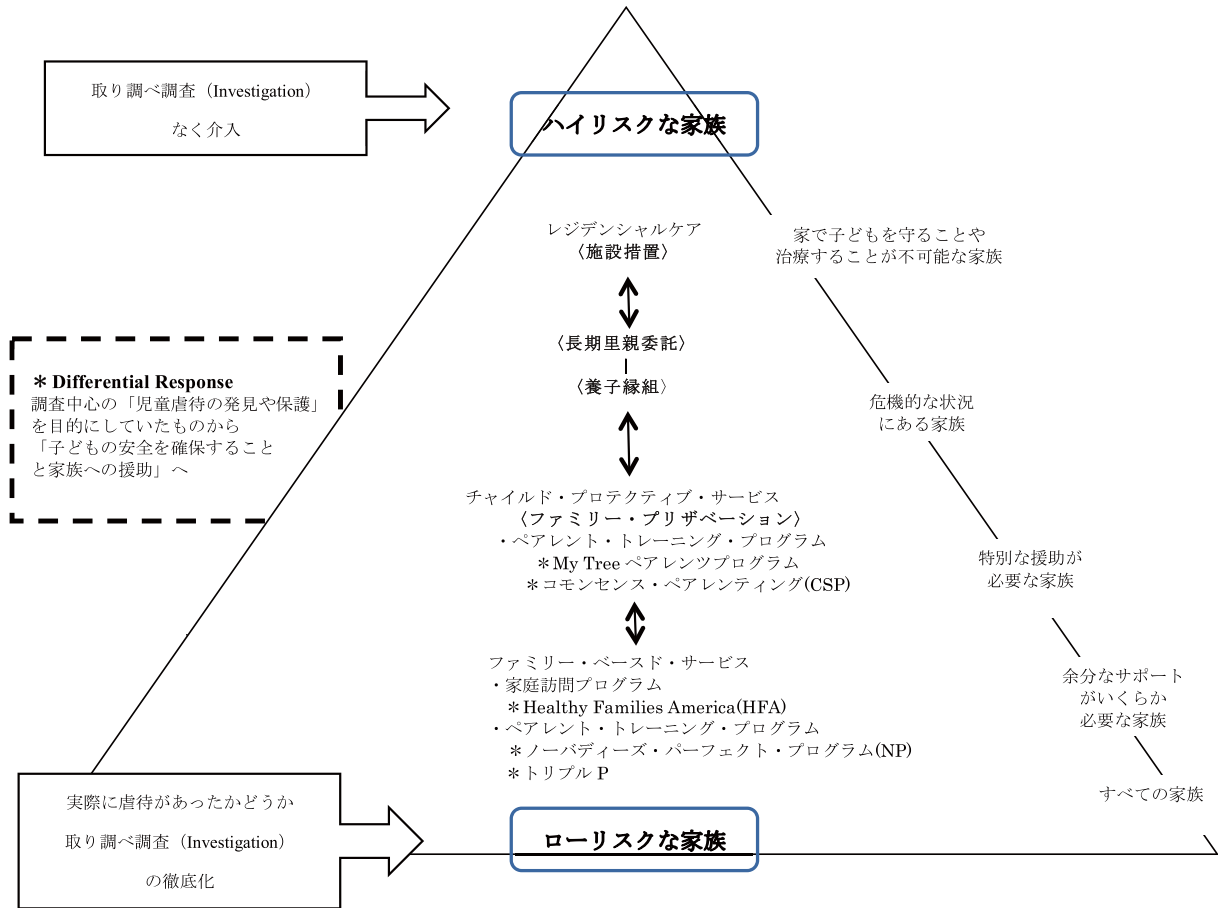 取り調べ調査（Investigation）
なく介入
ハイリスクな家族
レジデンシャルケア
〈施設措置〉
家で子どもを守ることや
治療することが不可能な家族
〈長期里親委託〉
〈養子縁組〉
＊Differential Response
調査中心の「児童虐待の発見や保護」
を目的にしていたものから
「子どもの安全を確保すること
と家族への援助」へ
危機的な状況
にある家族
チャイルド・プロテクティブ・サービス
〈ファミリー・プリザベーション〉
・ペアレント・トレーニング・プログラム
＊My Tree ペアレンツプログラム
＊コモンセンス・ペアレンティング(CSP)
特別な援助が
必要な家族
ファミリー・ベースド・サービス
・家庭訪問プログラム
＊Healthy Families America(HFA)
・ペアレント・トレーニング・プログラム
＊ノーバディーズ・パーフェクト・プログラム(NP)
＊トリプル P
余分なサポート
がいくらか
必要な家族
すべての家族
実際に虐待があったかどうか
取り調べ調査（Investigation）
の徹底化
ローリスクな家族